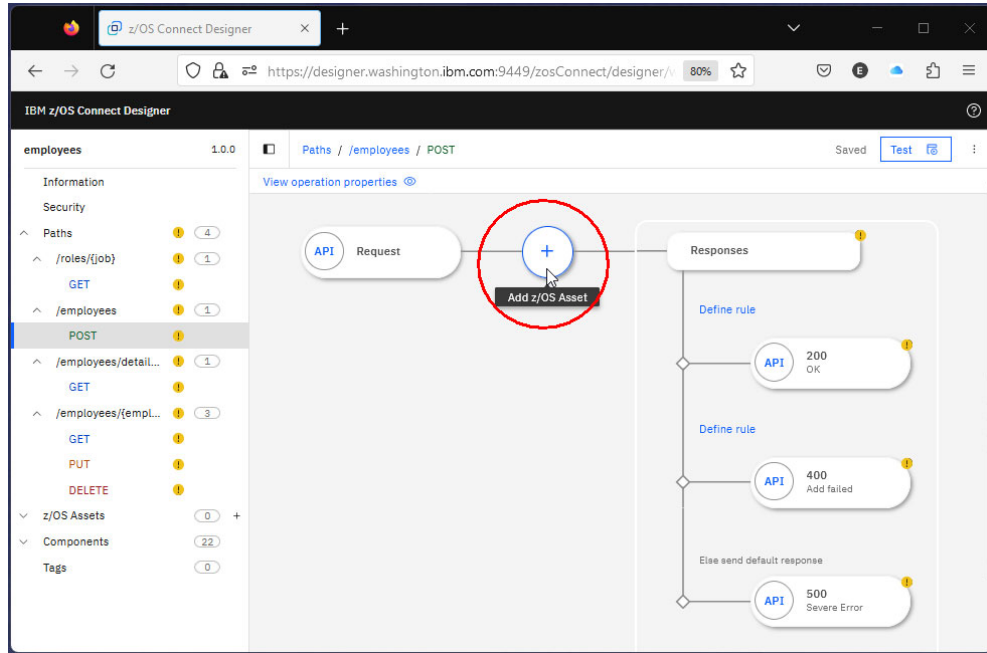 z/OS Connect Designer
https://designer.washington.ibm.com:9449/zosConnect/designer/
80%
E
IBM z/OS Connect Designer
employees 1.0.0
Paths / /employees / POST
Saved
Test
Information
View operation properties
Security
Paths ! 4
/roles/{job} ! 1
GET !
/employees ! 1
POST !
/employees/detail... ! 1
GET !
/employees/{empl... ! 3
GET !
PUT !
DELETE !
z/OS Assets 0 +
Components 22
Tags 0
API Request
+
Add z/OS Asset
Responses !
Define rule
API 200 !
OK
Define rule
API 400 !
Add failed
Else send default response
API 500 !
Severe Error